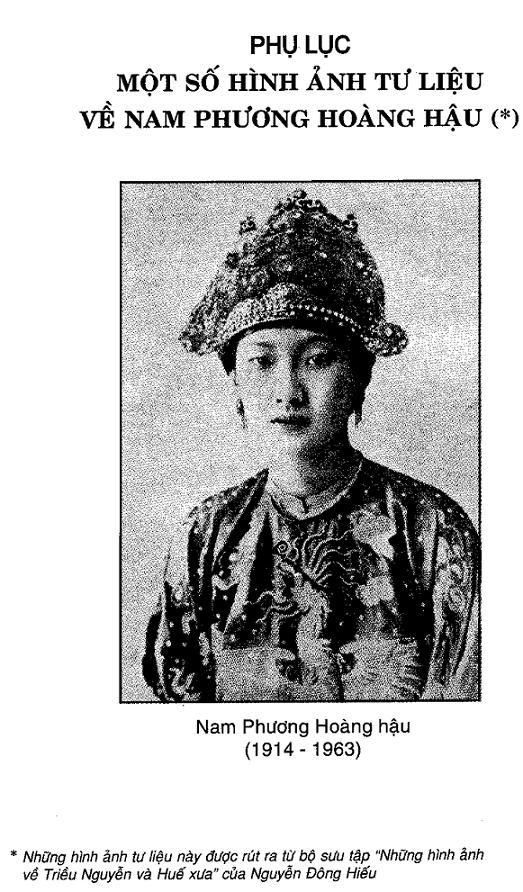 PHỤ LỤC
MỘT SỐ HÌNH ẢNH TƯ LIỆU
VỀ NAM PHƯƠNG HOÀNG HẬU (*)
Nam Phương Hoàng hậu
(1914 - 1963)
* Những hình ảnh tư liệu này được rút ra từ bộ sưu tập “Những hình ảnh
về Triều Nguyễn và Huế xưa” của Nguyễn Đông Hiếu